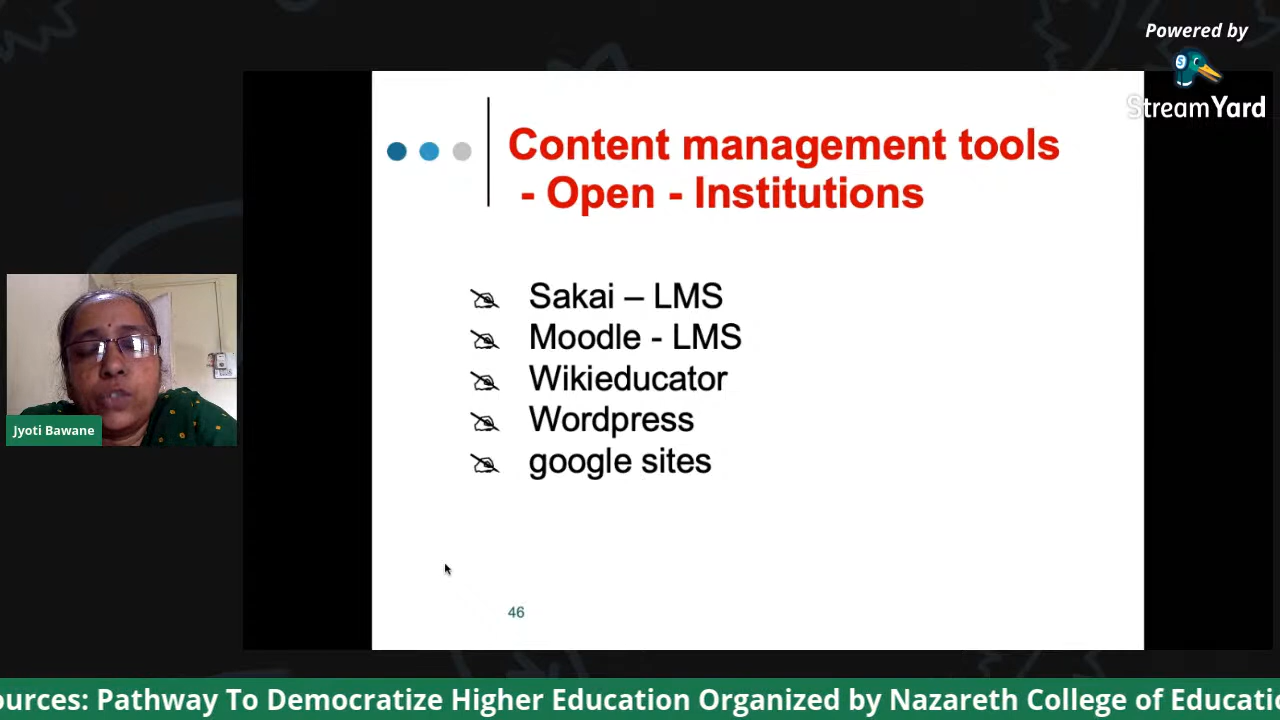 Powered by
StreamYard
Content management tools
- Open - Institutions
Sakai – LMS
Moodle - LMS
Wikieducator
Wordpress
google sites
46
Jyoti Bawane
ources: Pathway To Democratize Higher Education Organized by Nazareth College of Educatio